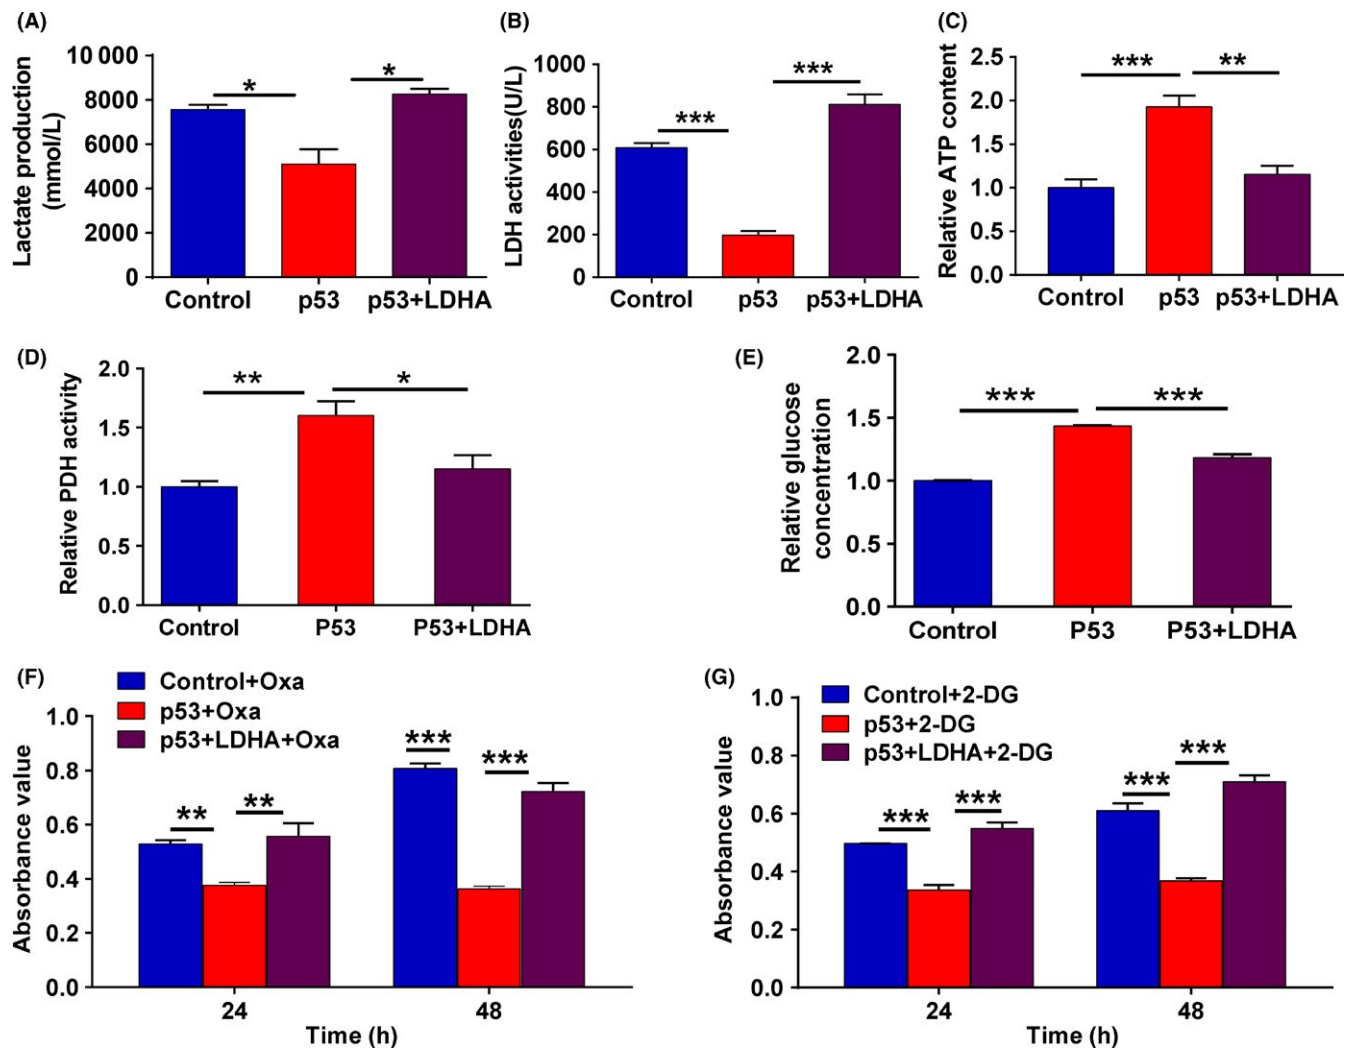 (A)
Lactate production
(mmol/L)
10 000
8000
6000
4000
2000
0
*
*
Control
p53
p53+LDHA
(B)
LDH activities(U/L)
1000
800
600
400
200
0
***
***
Control
p53
p53+LDHA
(C)
Relative ATP content
2.5
2.0
1.5
1.0
0.5
0.0
***
**
Control
p53
p53+LDHA
(D)
Relative PDH activity
2.0
1.5
1.0
0.5
0.0
**
*
Control
P53
P53+LDHA
(E)
Relative glucose
concentration
2.0
1.5
1.0
0.5
0.0
***
***
Control
P53
P53+LDHA
(F)
Control+Oxa
p53+Oxa
p53+LDHA+Oxa
Absorbance value
1.0
0.8
0.6
0.4
0.2
0.0
**
**
***
***
24
48
Time (h)
(G)
Control+2-DG
p53+2-DG
p53+LDHA+2-DG
Absorbance value
1.0
0.8
0.6
0.4
0.2
0.0
***
***
***
***
24
48
Time (h)